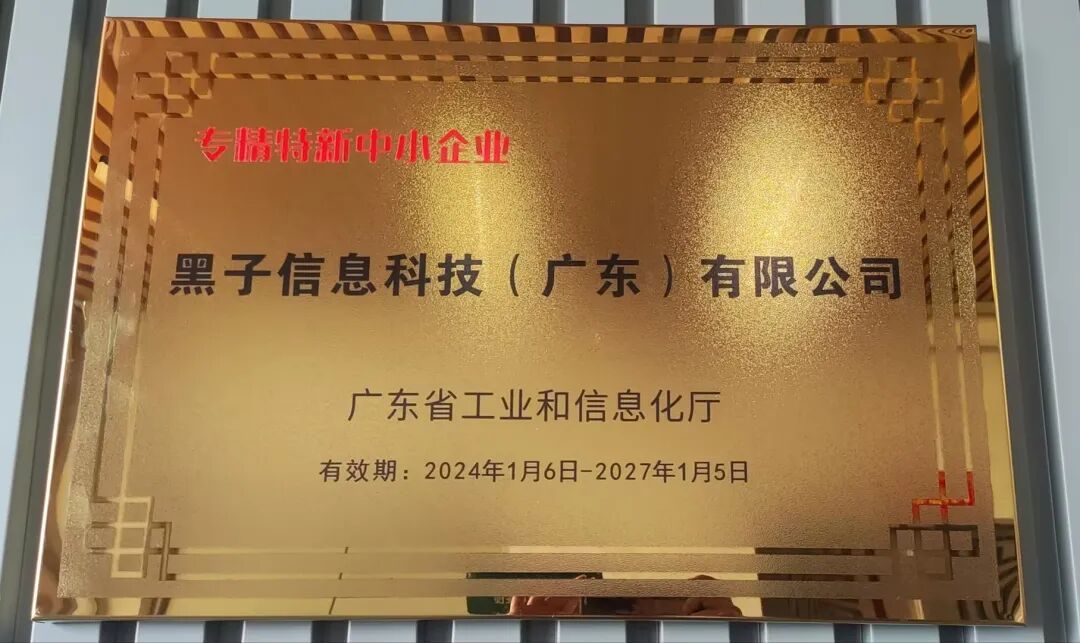 专精特新中小企业
黑子信息科技（广东）有限公司
广东省工业和信息化厅
有效期：2024年1月6日-2027年1月5日